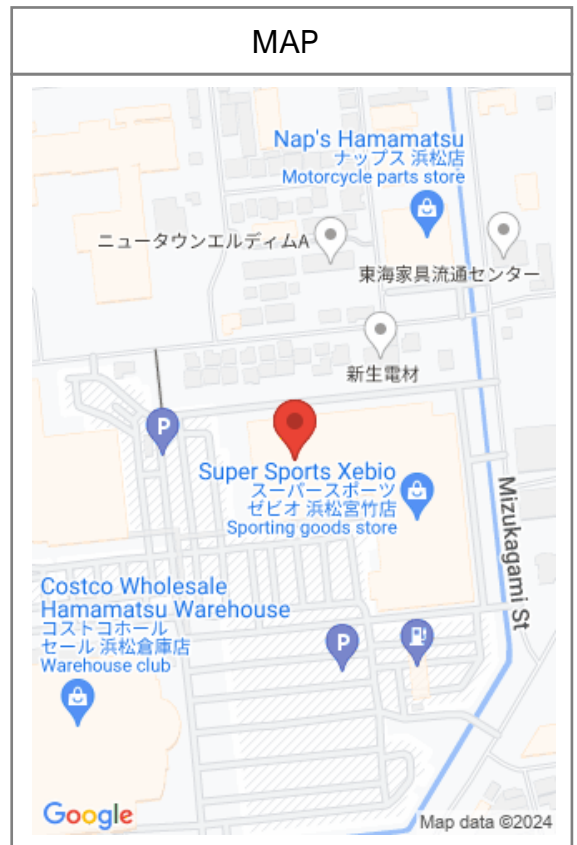 MAP
Nap's Hamamatsu
ナップス 浜松店
Motorcycle parts store
ニュータウンエルディムA
東海家具流通センター
新生電材
P
Super Sports Xebio
スーパースポーツ
ゼビオ 浜松宮竹店
Sporting goods store
Mizukagami St
Costco Wholesale
Hamamatsu Warehouse
コストコホール
セール 浜松倉庫店
Warehouse club
P
Google
Map data ©2024